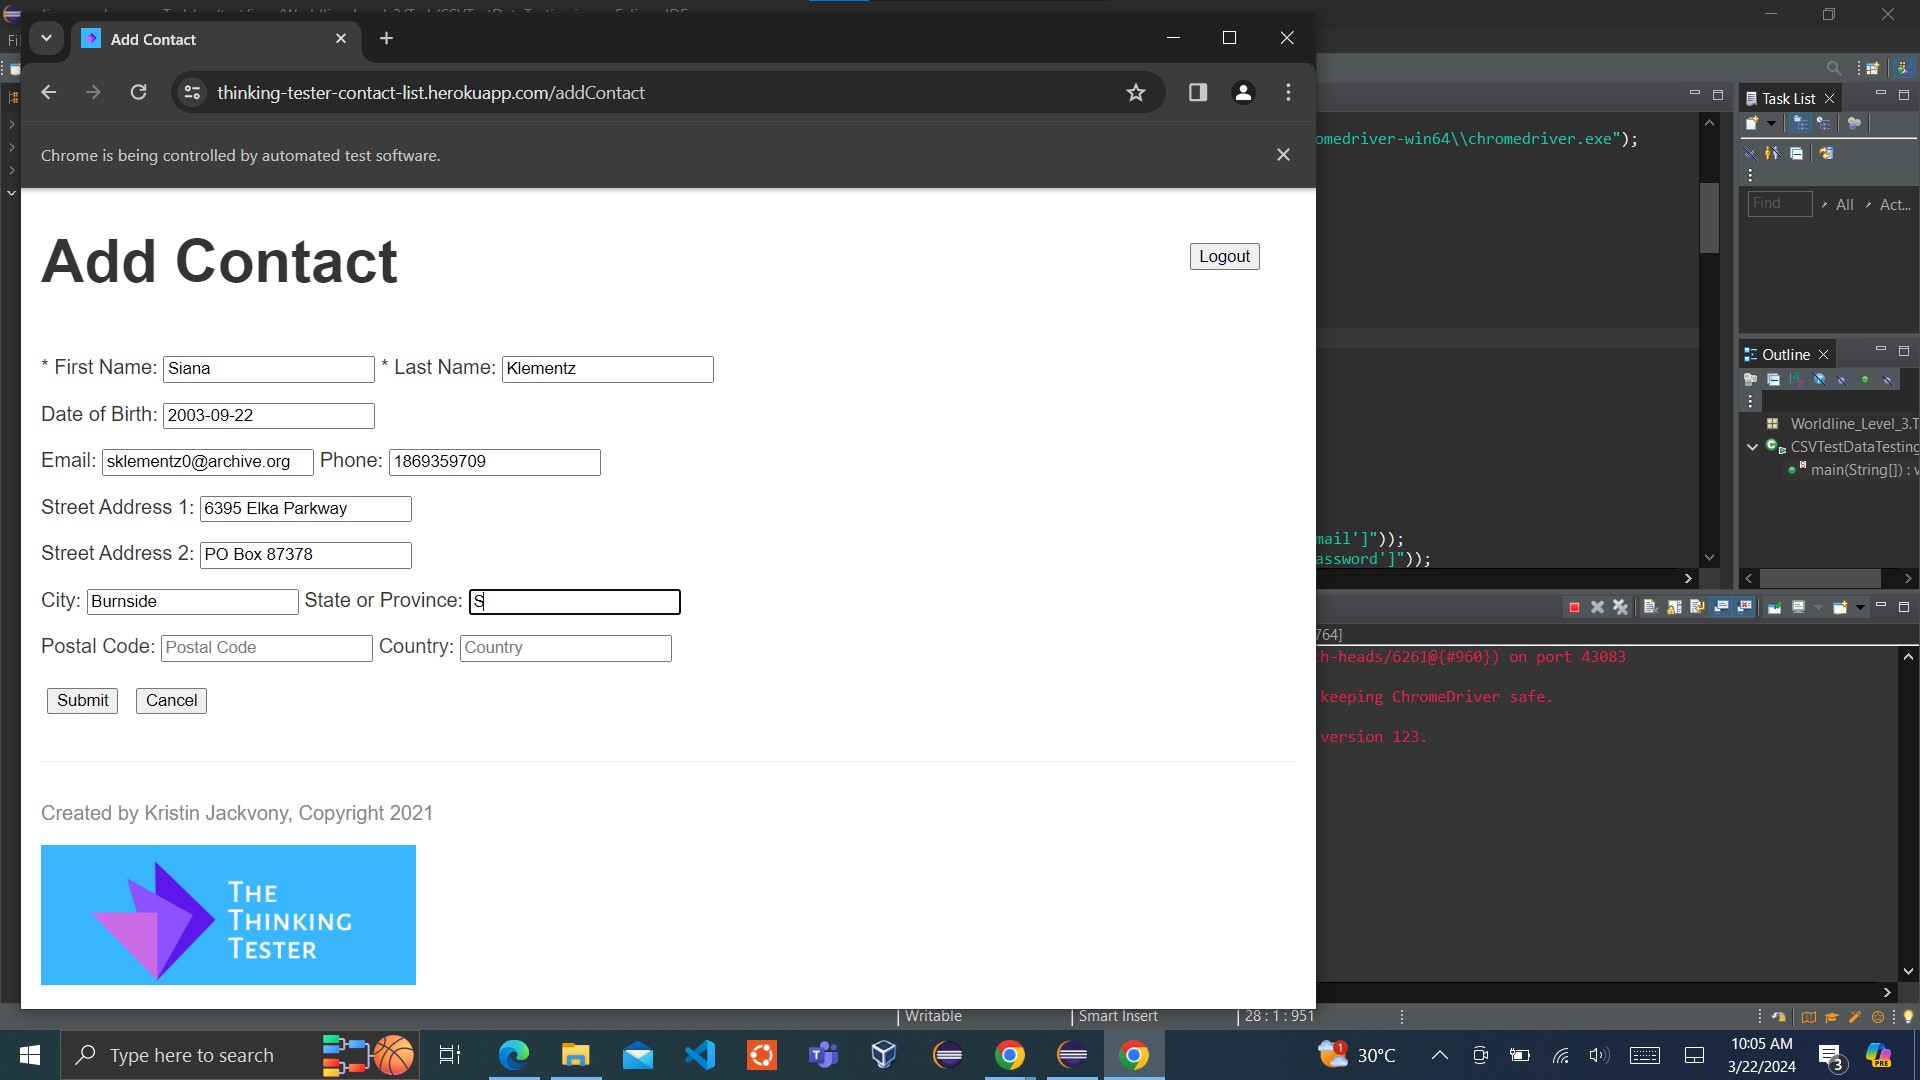 Add Contact
thinking-tester-contact-list.herokuapp.com/addContact
Chrome is being controlled by automated test software.
Add Contact
Logout
* First Name: Siana * Last Name: Klementz
Date of Birth: 2003-09-22
Email: sklementz0@archive.org Phone: 1869359709
Street Address 1: 6395 Elka Parkway
Street Address 2: PO Box 87378
City: Burnside State or Province: S
Postal Code: Postal Code Country: Country
Submit Cancel
Created by Kristin Jackvony, Copyright 2021
THE
THINKING
TESTER
Fi
omedriver-win64\\chromedriver.exe");
mail']"));
assword']"));
Task List
Find All Act...
Outline
Worldline_Level_3.T
CSVTestDataTesting
main(String[]) : v
764]
ch-heads/6261@{#960}) on port 43083
keeping ChromeDriver safe.
version 123.
Writable Smart Insert 28 : 1 : 951
Type here to search
1 30°C
10:05 AM
3/22/2024
3
PRE